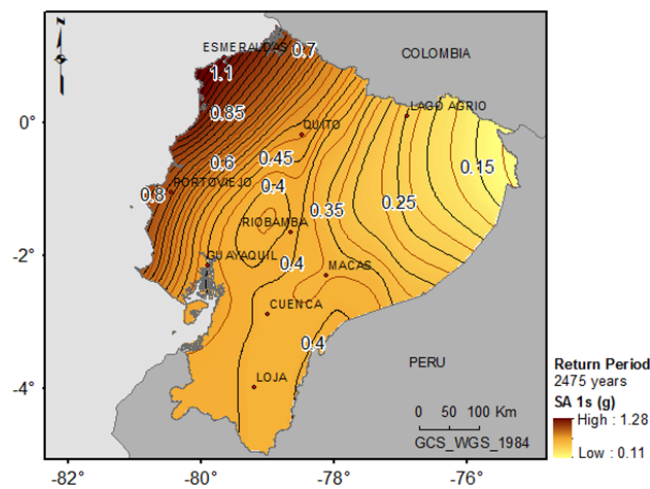 N
ESMERALDAS
0.7
COLOMBIA
1.1
LAGO AGRIO
0.85
0°
QUITO
0.6
0.45
0.15
PORTOVIEJO
0.4
0.8
0.35
0.25
RIOBAMBA
-2°
GUAYAQUIL
0.4
MACAS
CUENCA
0.4
PERU
LOJA
-4°
0 50 100 Km
GCS_WGS_1984
Return Period
2475 years
SA 1s (g)
High : 1.28
Low : 0.11
-82°
-80°
-78°
-76°